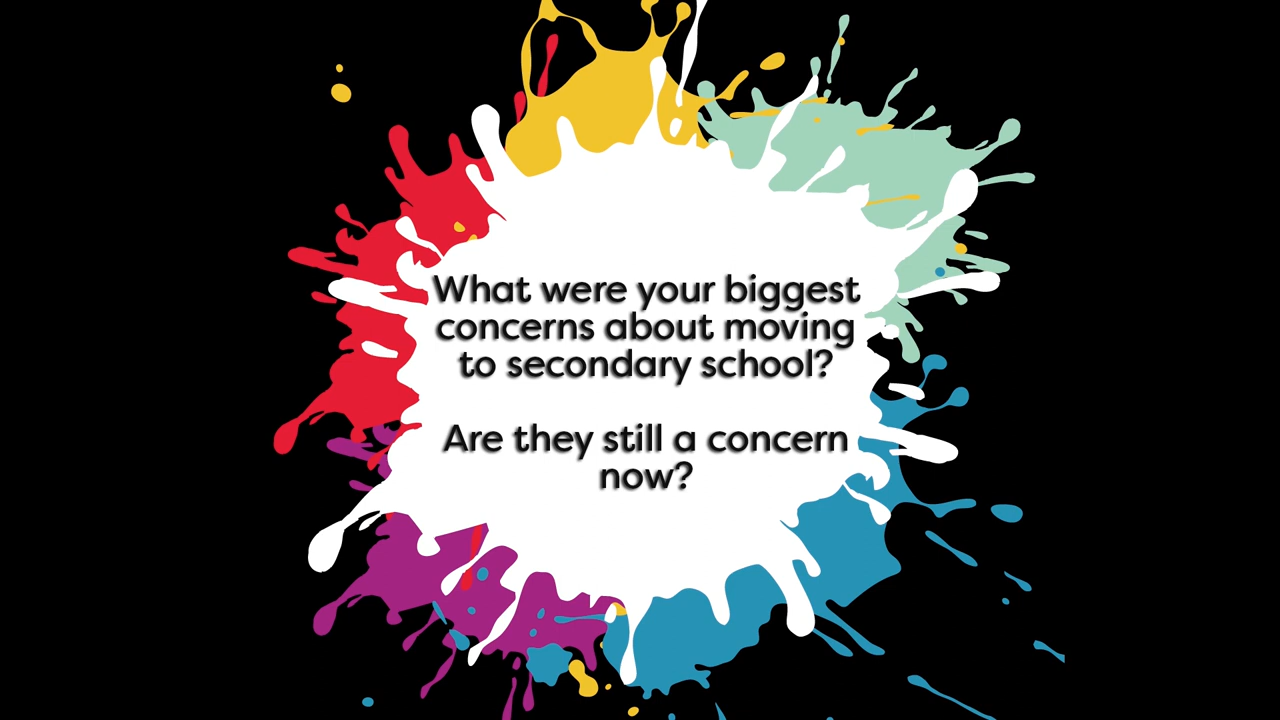 What were your biggest
concerns about moving
to secondary school?
Are they still a concern
now?